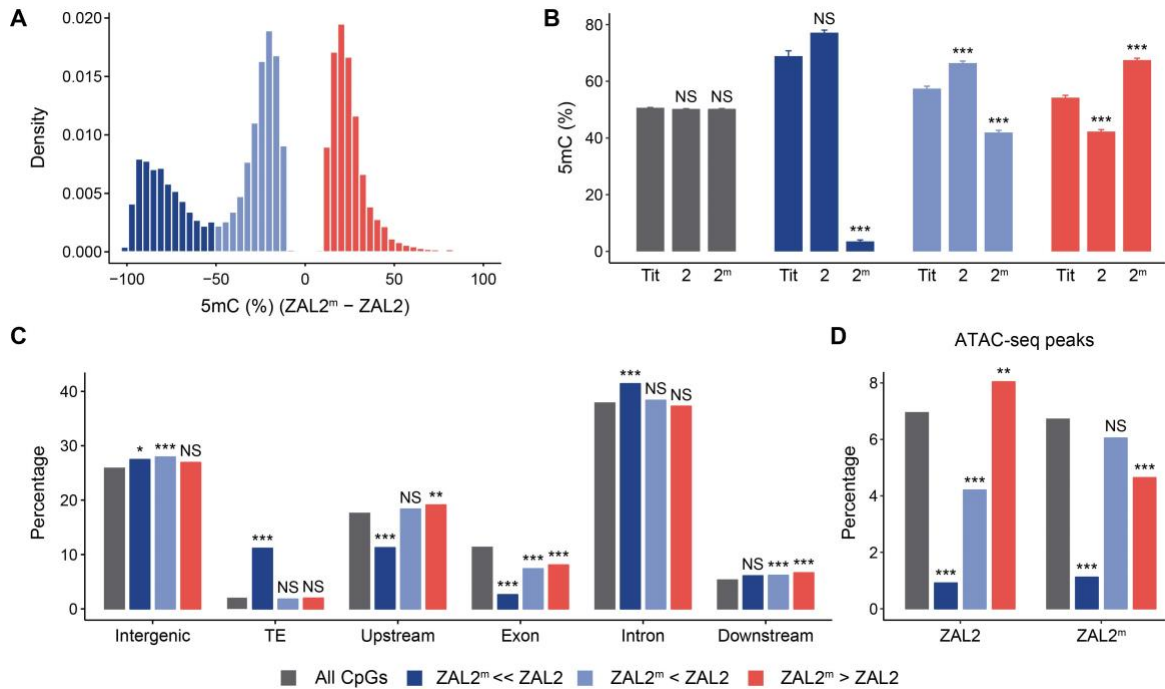 A
0.020
0.015
0.010
0.005
0.000
Density
−100 −50 0 50 100
5mC (%) (ZAL2ᵐ − ZAL2)
B
80
60
40
20
0
5mC (%)
NS NS
NS
***
***
***
***
***
Tit 2 2ᵐ Tit 2 2ᵐ Tit 2 2ᵐ Tit 2 2ᵐ
C
40
30
20
10
0
Percentage
* *** NS
*** NS NS
*** NS **
*** *** ***
*** NS NS
NS *** ***
Intergenic TE Upstream Exon Intron Downstream
D
ATAC-seq peaks
8
6
4
2
0
Percentage
*** *** **
*** NS ***
ZAL2 ZAL2ᵐ
All CpGs ZAL2ᵐ << ZAL2 ZAL2ᵐ < ZAL2 ZAL2ᵐ > ZAL2